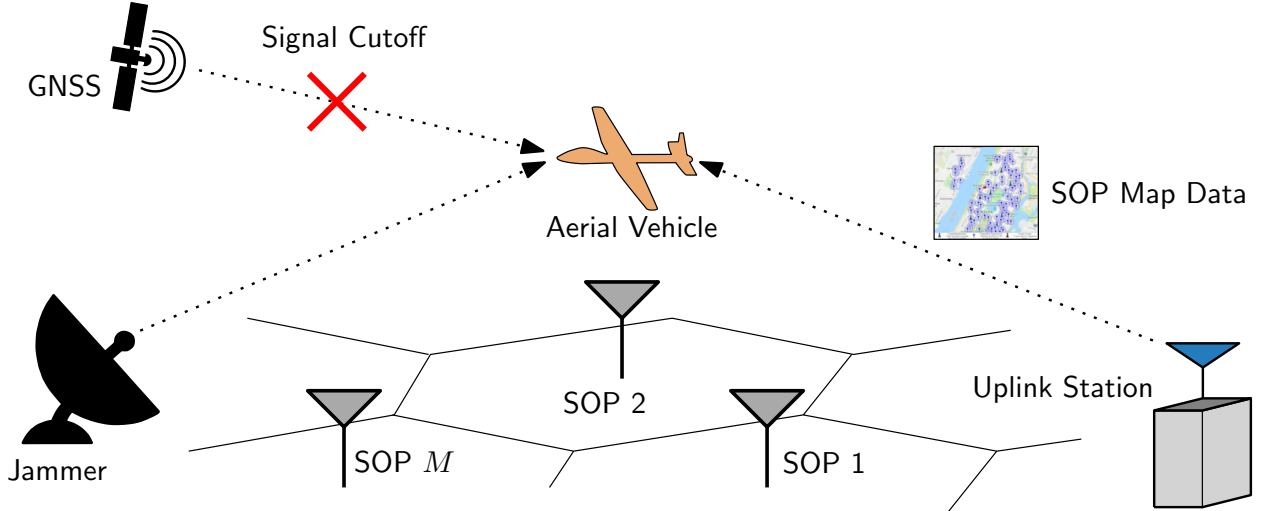 Signal Cutoff
GNSS
SOP Map Data
Aerial Vehicle
Uplink Station
SOP 2
SOP M
SOP 1
Jammer